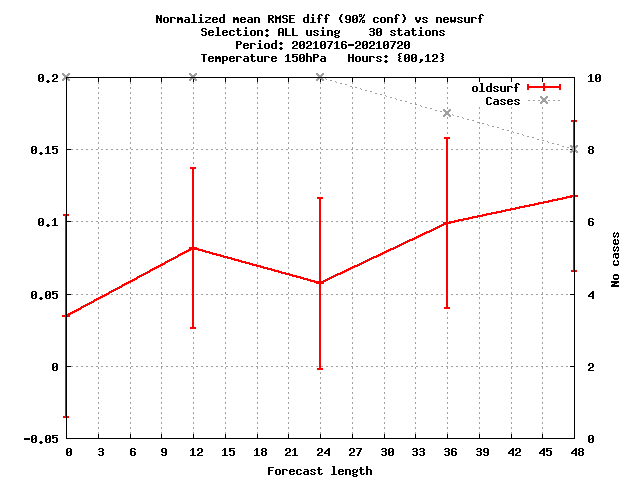 Normalized mean RMSE diff (90% conf) vs newsurf
Selection: ALL using    30 stations
Period: 20210716-20210720
Temperature 150hPa   Hours: {00,12}
oldsurf
Cases
0.2
0.15
0.1
0.05
0
-0.05
10
8
6
4
2
0
No cases
0 3 6 9 12 15 18 21 24 27 30 33 36 39 42 45 48
Forecast length